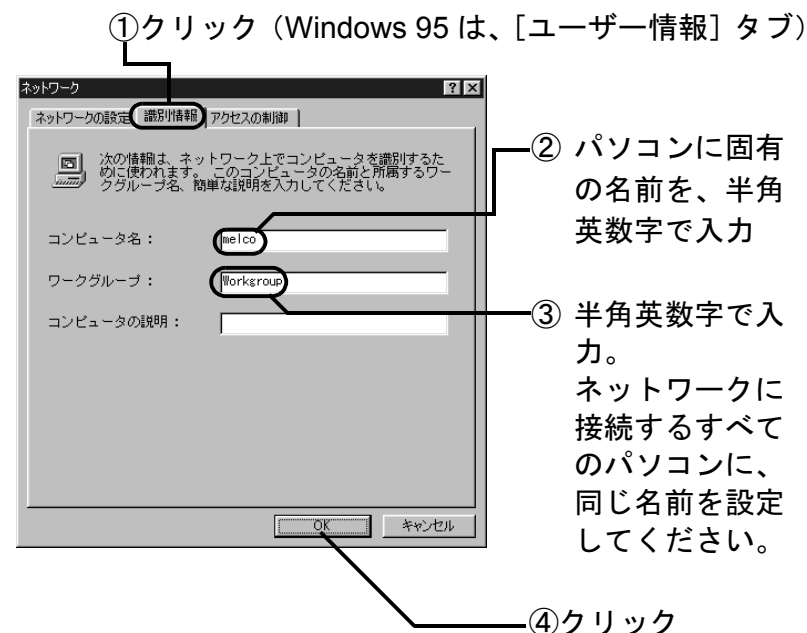 ①クリック（Windows 95 は、［ユーザー情報］タブ）
ネットワーク
ネットワークの設定 識別情報 アクセスの制御
次の情報は、ネットワーク上でコンピュータを識別するた
めに使われます。 このコンピュータの名前と所属するワー
クグループ名、簡単な説明を入力してください。
コンピュータ名： melco
ワークグループ： Workgroup
コンピュータの説明：
OK キャンセル
② パソコンに固有
の名前を、半角
英数字で入力
③ 半角英数字で入
力。
ネットワークに
接続するすべて
のパソコンに、
同じ名前を設定
してください。
④クリック